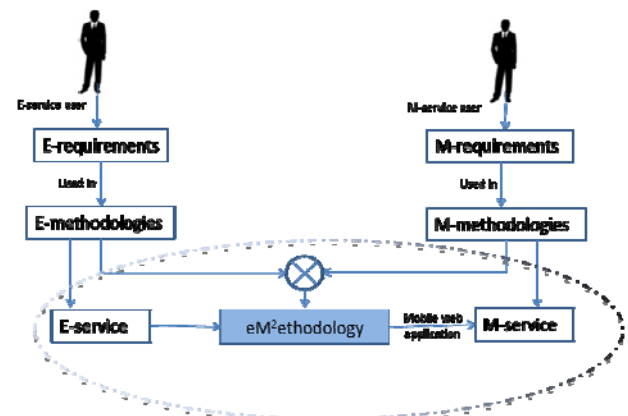 E-service user
M-service user
E-requirements
M-requirements
Used in
Used in
E-methodologies
M-methodologies
E-service
eM²ethodology
Mobile web
application
M-service